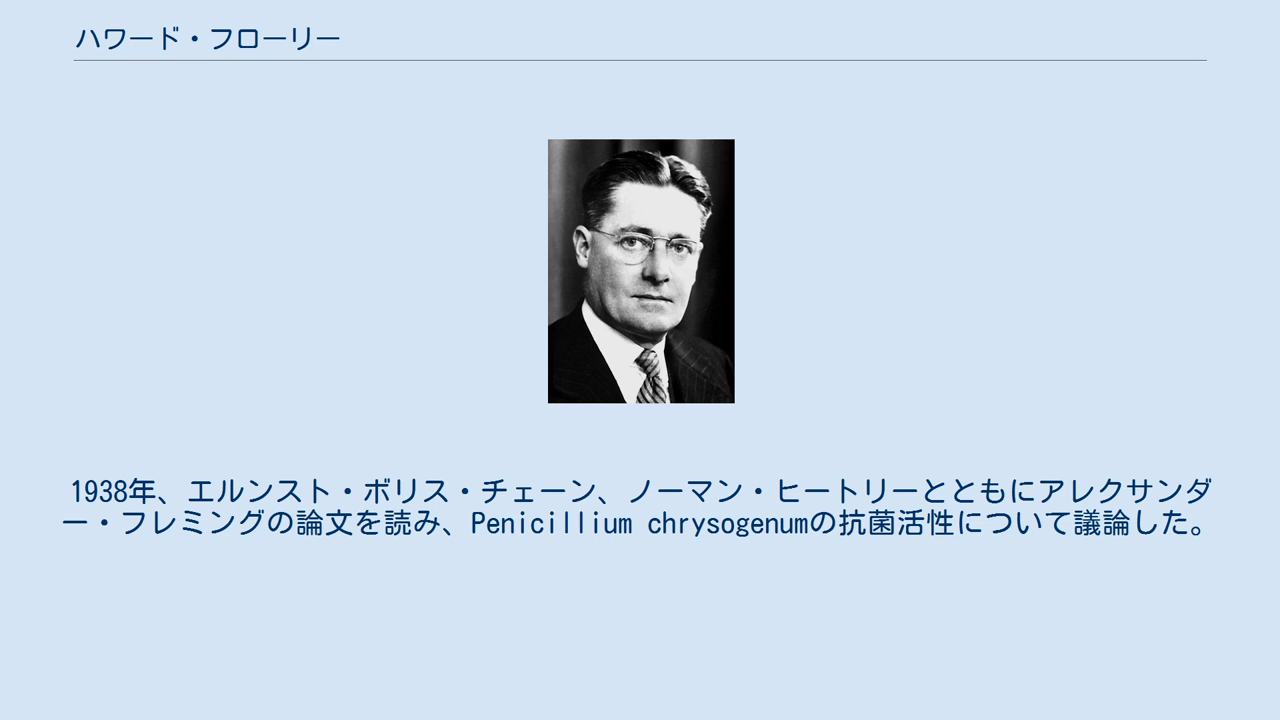 ハワード・フローリー
1938年、エルンスト・ボリス・チェーン、ノーマン・ヒートリーとともにアレクサンダ
ー・フレミングの論文を読み、Penicillium chrysogenumの抗菌活性について議論した。